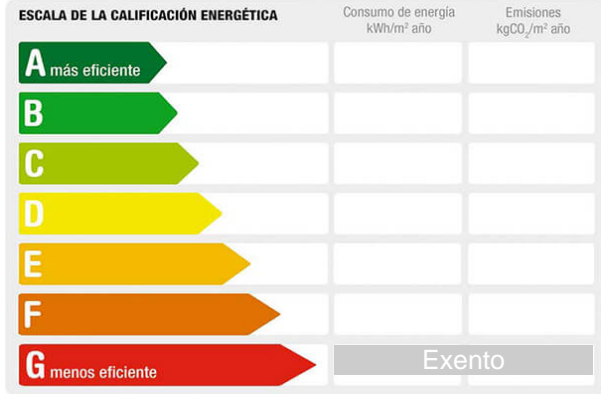 ESCALA DE LA CALIFICACIÓN ENERGÉTICA
Consumo de energía
kWh/m² año
Emisiones
kgCO₂/m² año
A más eficiente
B
C
D
E
F
G menos eficiente
Exento